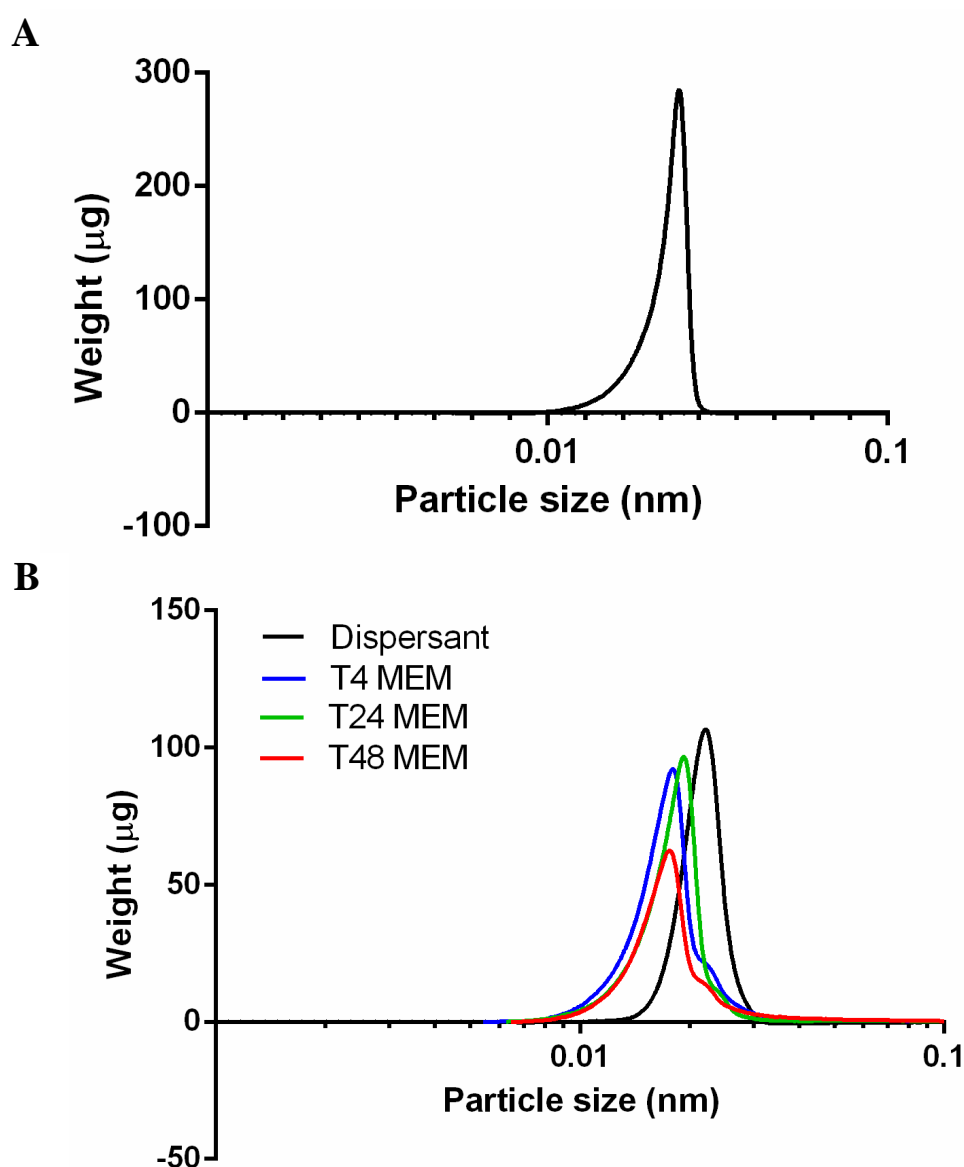 A
300
200
100
0
-100
Weight (µg)
0.01
0.1
Particle size (nm)
B
150
100
50
0
-50
Weight (µg)
Dispersant
T4 MEM
T24 MEM
T48 MEM
0.01
0.1
Particle size (nm)